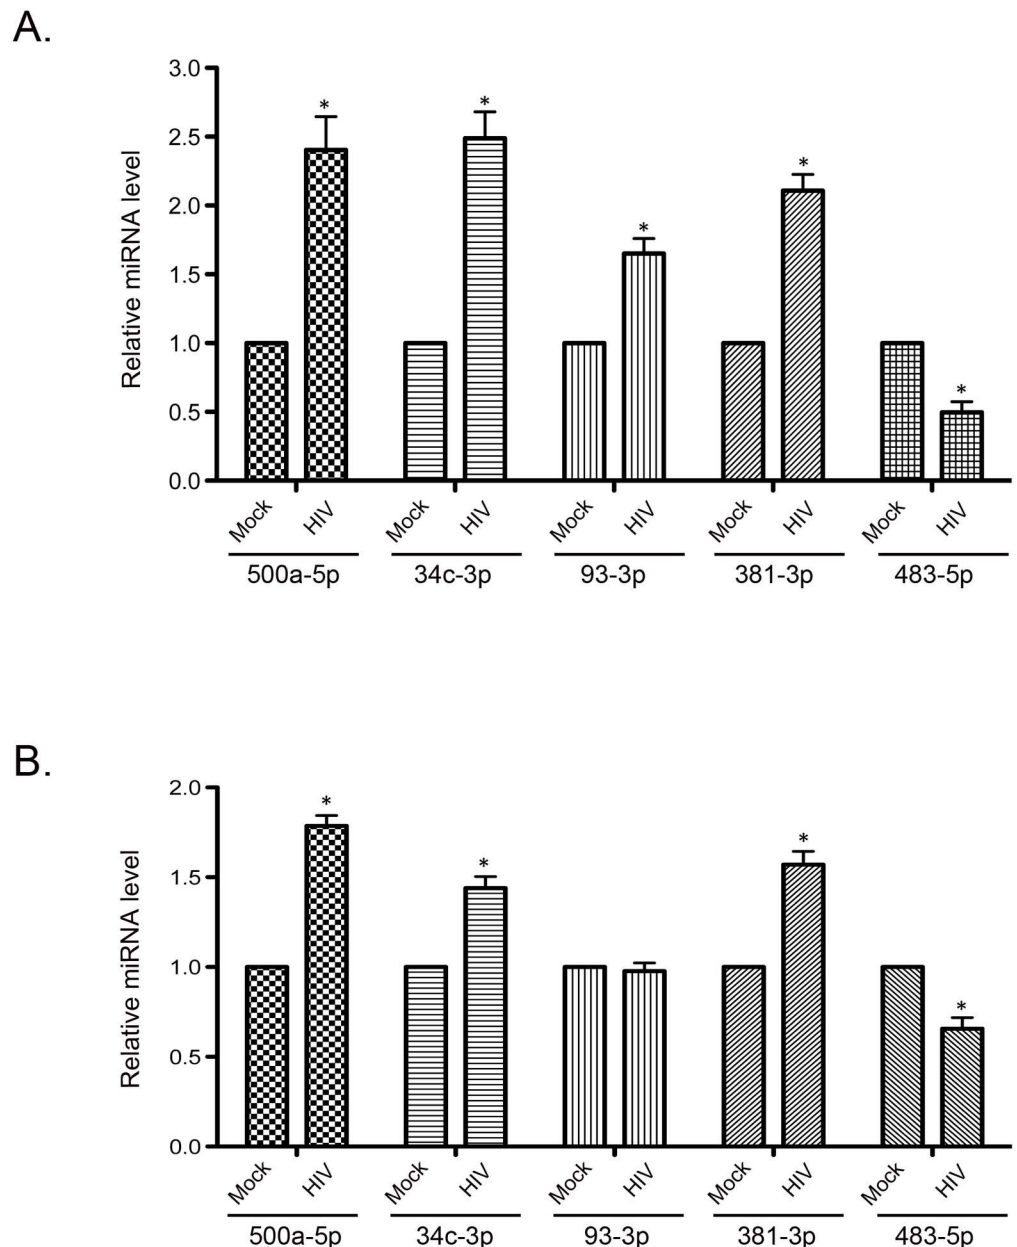 A.
3.0
2.5
2.0
1.5
1.0
0.5
0.0
Relative miRNA level
* * * * *
Mock HIV Mock HIV Mock HIV Mock HIV Mock HIV
500a-5p 34c-3p 93-3p 381-3p 483-5p
B.
2.0
1.5
1.0
0.5
0.0
Relative miRNA level
* * * *
Mock HIV Mock HIV Mock HIV Mock HIV Mock HIV
500a-5p 34c-3p 93-3p 381-3p 483-5p